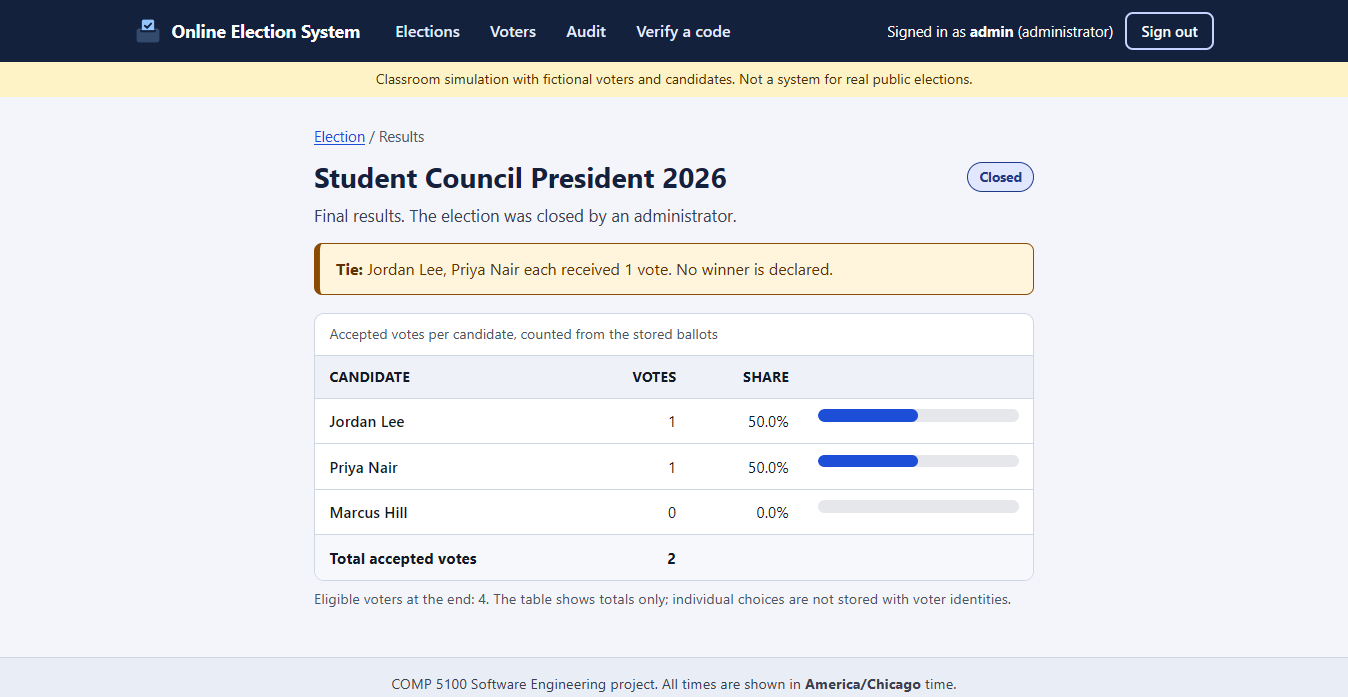 Online Election System Elections Voters Audit Verify a code Signed in as admin (administrator) Sign out
Classroom simulation with fictional voters and candidates. Not a system for real public elections.
Election / Results
Student Council President 2026 Closed
Final results. The election was closed by an administrator.
Tie: Jordan Lee, Priya Nair each received 1 vote. No winner is declared.
Accepted votes per candidate, counted from the stored ballots
CANDIDATE VOTES SHARE
Jordan Lee 1 50.0%
Priya Nair 1 50.0%
Marcus Hill 0 0.0%
Total accepted votes 2
Eligible voters at the end: 4. The table shows totals only; individual choices are not stored with voter identities.
COMP 5100 Software Engineering project. All times are shown in America/Chicago time.